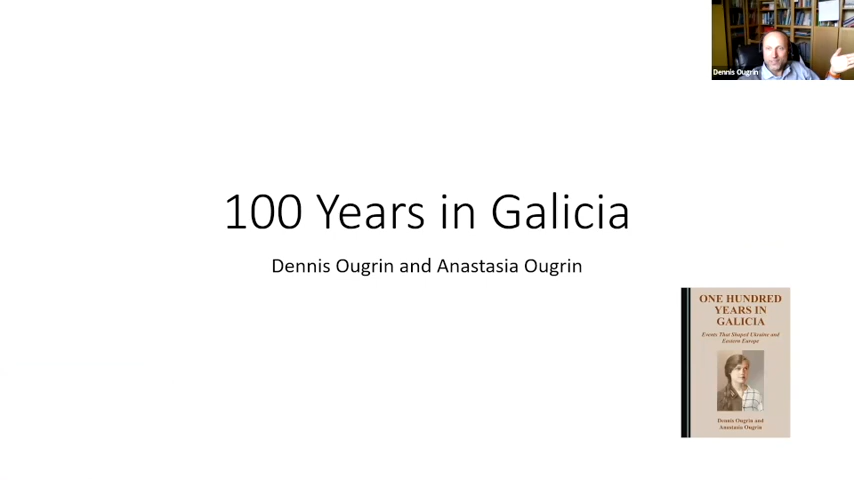 Dennis Ougrin
100 Years in Galicia
Dennis Ougrin and Anastasia Ougrin
ONE HUNDRED
YEARS IN
GALICIA
Events That Shaped Ukraine and
Eastern Europe
Dennis Ougrin and
Anastasia Ougrin